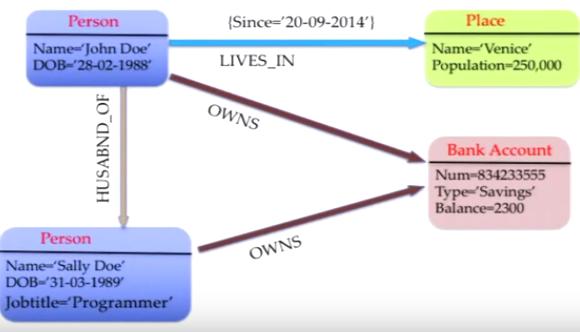 Person
Name='John Doe'
DOB='28-02-1988'
{Since='20-09-2014'}
LIVES_IN
Place
Name='Venice'
Population=250,000
OWNS
HUSABND_OF
Bank Account
Num=834233555
Type='Savings'
Balance=2300
Person
Name='Sally Doe'
DOB='31-03-1989'
Jobtitle='Programmer'
OWNS